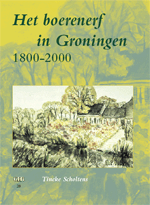 Het boerenerf
in Groningen
1800-2000
Tineke Scholtens